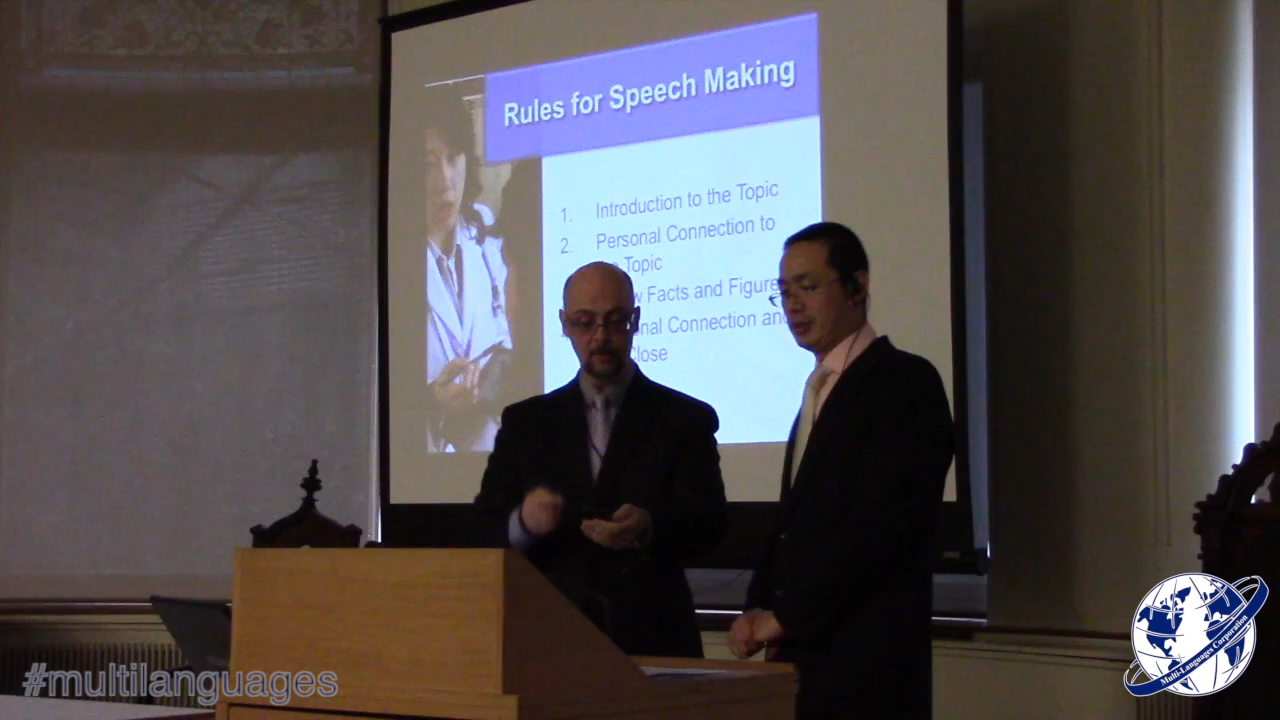 Rules for Speech Making
1. Introduction to the Topic
2. Personal Connection to
Topic
Facts and Figure
Connection and
Close
#multilanguages
Multi-Languages Corporation